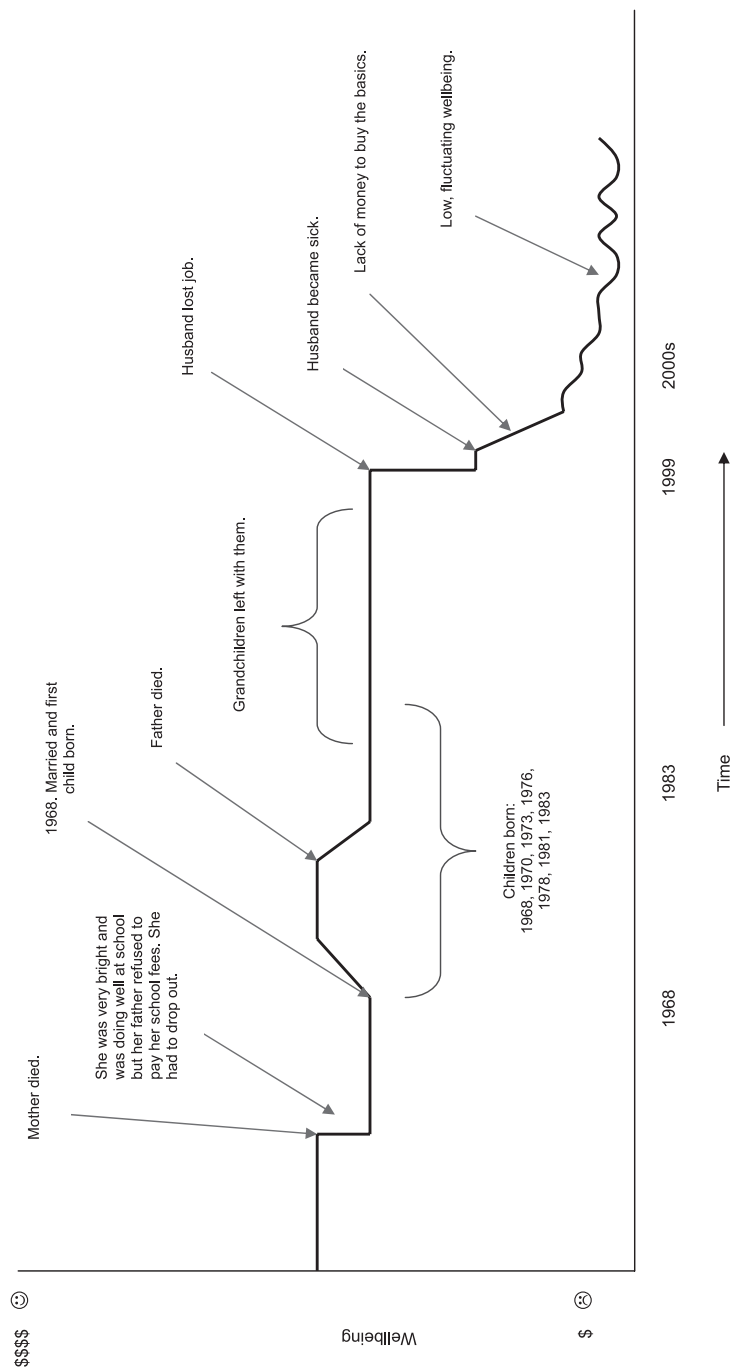 $$$$
Wellbeing
$
Mother died.
She was very bright and
was doing well at school
but her father refused to
pay her school fees. She
had to drop out.
1968. Married and first
child born.
Father died.
Grandchildren left with them.
Husband lost job.
Husband became sick.
Lack of money to buy the basics.
Low, fluctuating wellbeing.
Children born:
1968, 1970, 1973, 1976,
1978, 1981, 1983
1968
1983
1999
2000s
Time